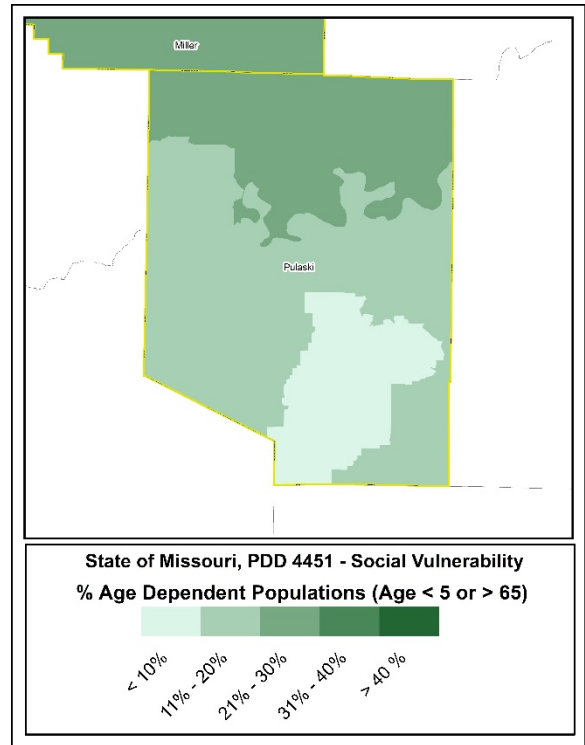 Miller
Pulaski
State of Missouri, PDD 4451 - Social Vulnerability
% Age Dependent Populations (Age < 5 or > 65)
< 10%
11% - 20%
21% - 30%
31% - 40%
> 40 %